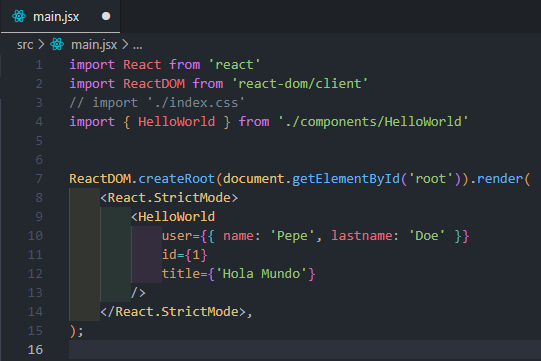 main.jsx
src > main.jsx > ...
1 import React from 'react'
2 import ReactDOM from 'react-dom/client'
3 // import './index.css'
4 import { HelloWorld } from './components/HelloWorld'
5
6
7 ReactDOM.createRoot(document.getElementById('root')).render(
8 <React.StrictMode>
9 <HelloWorld
10 user={{ name: 'Pepe', lastname: 'Doe' }}
11 id={1}
12 title={'Hola Mundo'}
13 />
14 </React.StrictMode>,
15 );
16